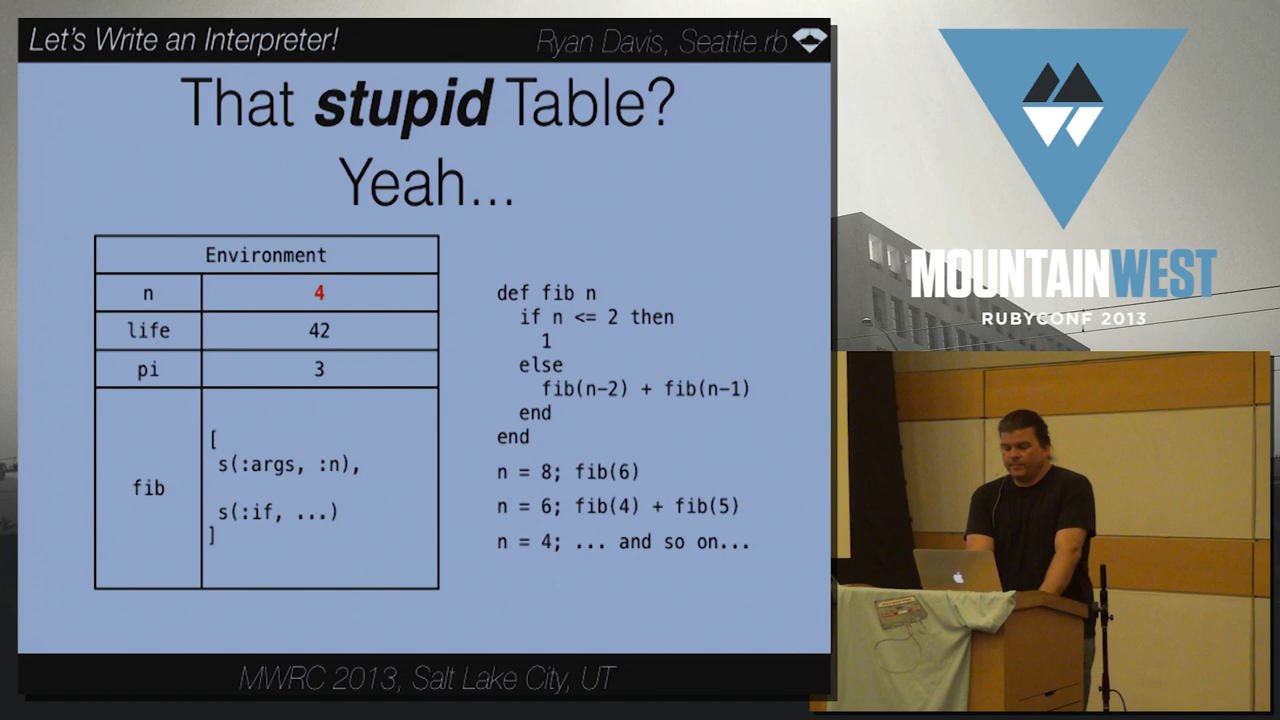 Let's Write an Interpreter!
Ryan Davis, Seattle.rb
That stupid Table?
Yeah...
Environment
n 4
life 42
pi 3
fib
[
s(:args, :n),
s(:if, ...)
]
def fib n
if n <= 2 then
1
else
fib(n-2) + fib(n-1)
end
end
n = 8; fib(6)
n = 6; fib(4) + fib(5)
n = 4; ... and so on...
MWRC 2013, Salt Lake City, UT
MOUNTAINWEST
RUBYCONF 2013